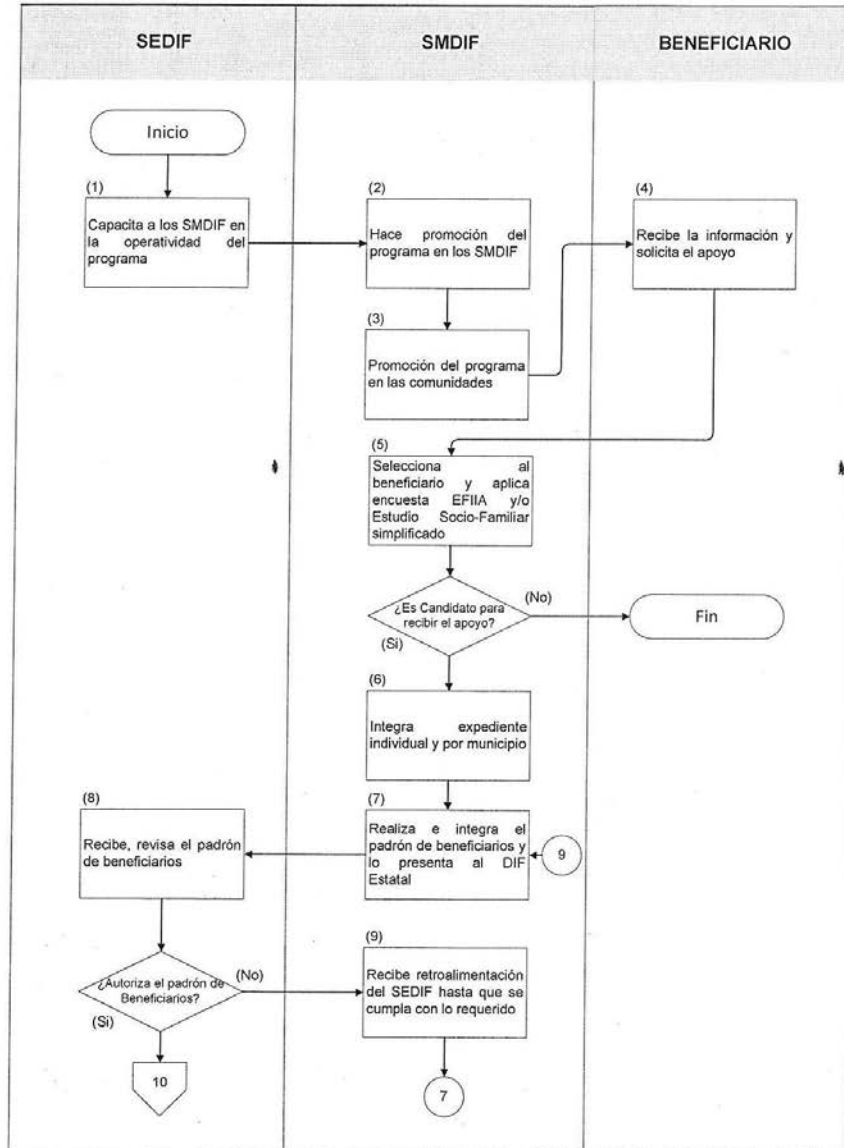 SEDIF
SMDIF
BENEFICIARIO
Inicio
(1)
Capacita a los SMDIF en
la operatividad del
programa
(2)
Hace promoción del
programa en los SMDIF
(4)
Recibe la información y
solicita el apoyo
(3)
Promoción del programa
en las comunidades
(5)
Selecciona al
beneficiario y aplica
encuesta EFIIA y/o
Estudio Socio-Familiar
simplificado
¿Es Candidato para
recibir el apoyo?
(No)
Fin
(Si)
(6)
Integra expediente
individual y por municipio
(7)
Realiza e integra el
padrón de beneficiarios y
lo presenta al DIF
Estatal
9
(8)
Recibe, revisa el padrón
de beneficiarios
¿Autoriza el padrón de
Beneficiarios?
(No)
(Si)
(9)
Recibe retroalimentación
del SEDIF hasta que se
cumpla con lo requerido
10
7